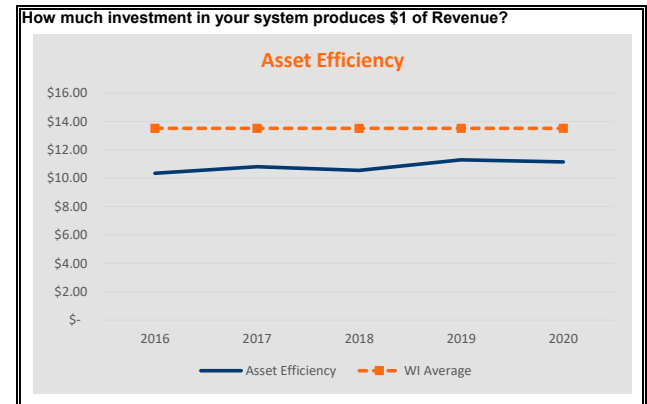 How much investment in your system produces $1 of Revenue?
Asset Efficiency
$16.00
$14.00
$12.00
$10.00
$8.00
$6.00
$4.00
$2.00
$-
2016 2017 2018 2019 2020
Asset Efficiency WI Average